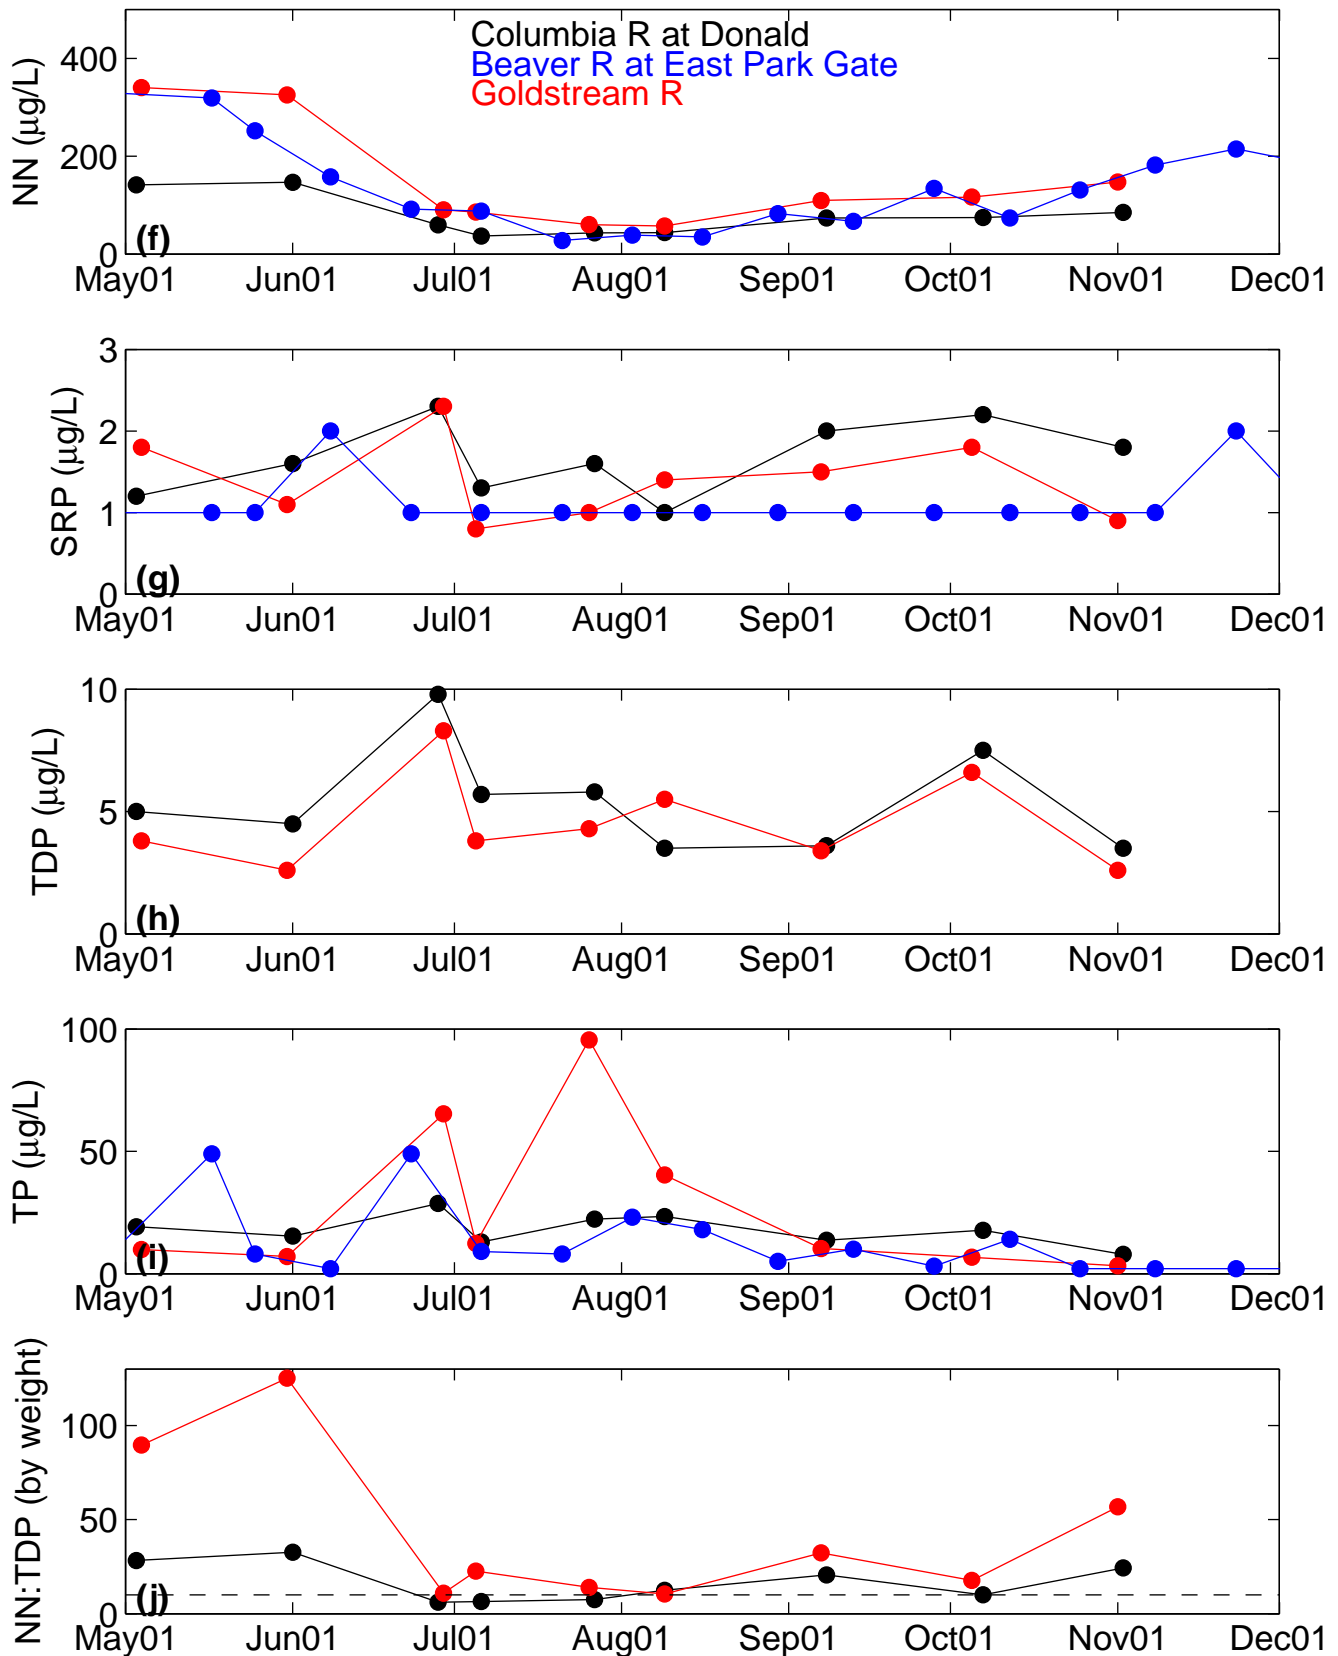 NN (µg/L)
400
200
0
Columbia R at Donald
Beaver R at East Park Gate
Goldstream R
(f)
May01 Jun01 Jul01 Aug01 Sep01 Oct01 Nov01 Dec01
SRP (µg/L)
3
2
1
0
(g)
May01 Jun01 Jul01 Aug01 Sep01 Oct01 Nov01 Dec01
TDP (µg/L)
10
5
0
(h)
May01 Jun01 Jul01 Aug01 Sep01 Oct01 Nov01 Dec01
TP (µg/L)
100
50
0
(i)
May01 Jun01 Jul01 Aug01 Sep01 Oct01 Nov01 Dec01
NN:TDP (by weight)
100
50
0
(j)
May01 Jun01 Jul01 Aug01 Sep01 Oct01 Nov01 Dec01